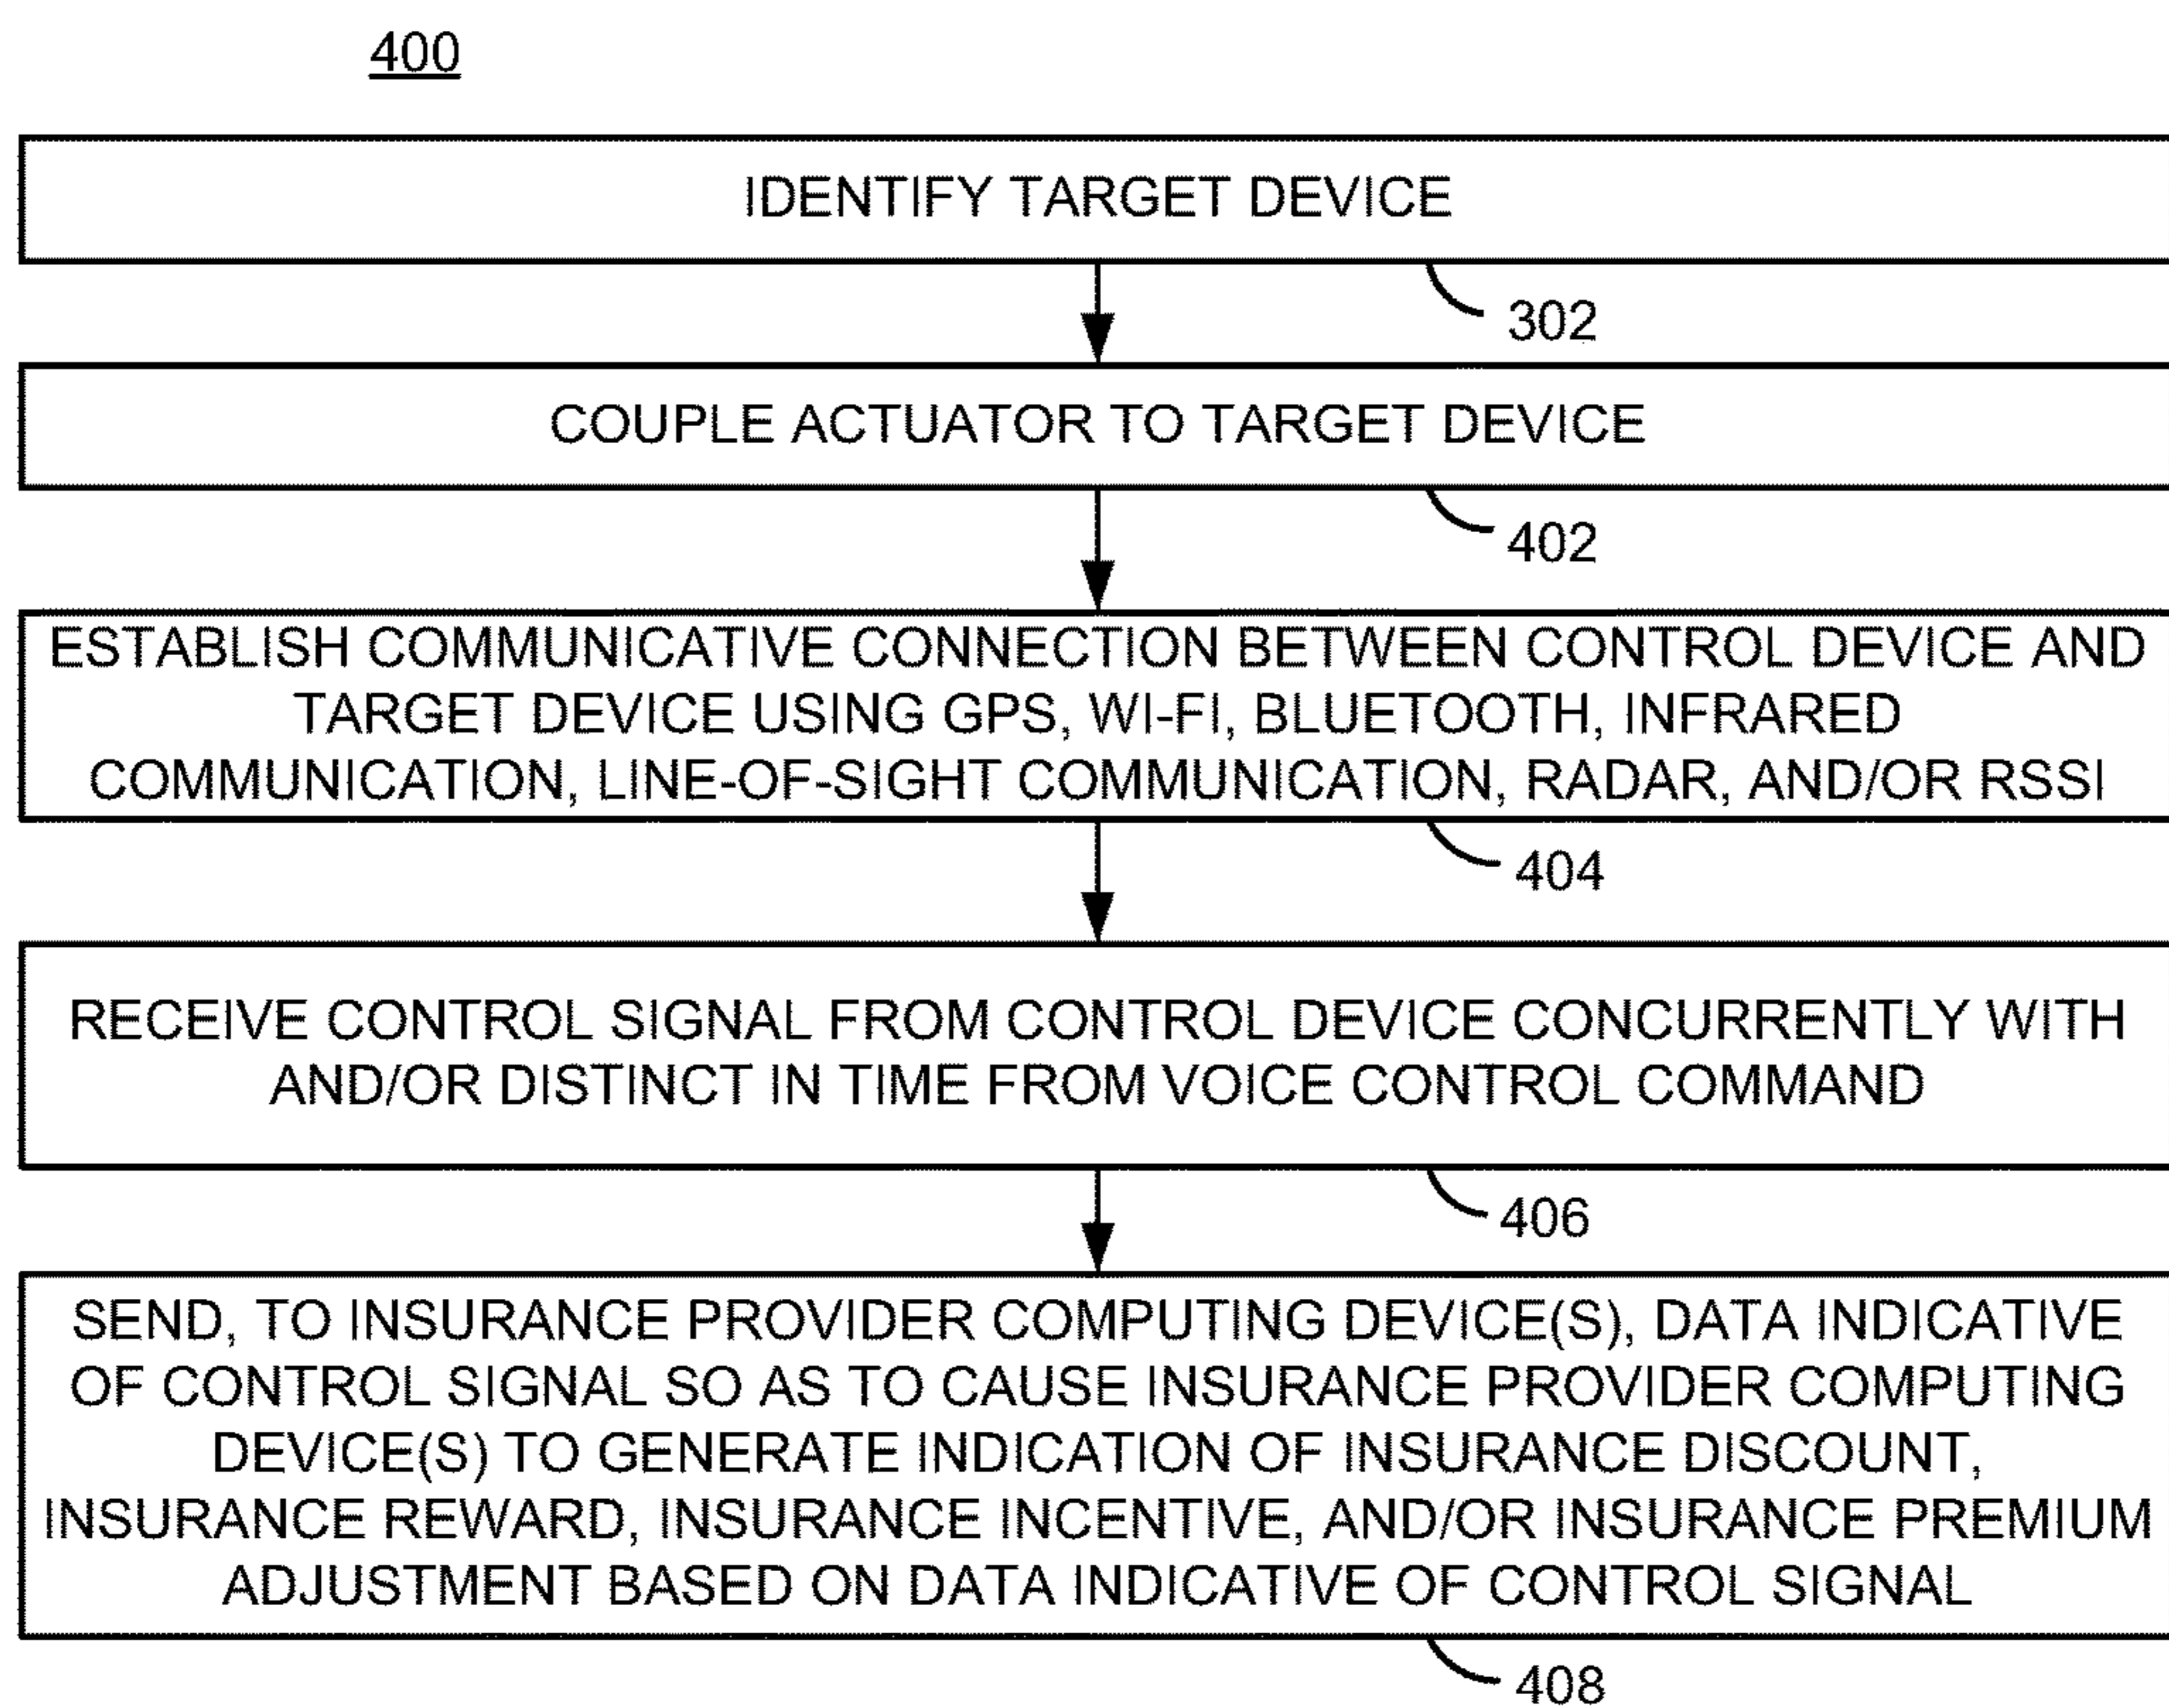 400
IDENTIFY TARGET DEVICE
302
COUPLE ACTUATOR TO TARGET DEVICE
402
ESTABLISH COMMUNICATIVE CONNECTION BETWEEN CONTROL DEVICE AND
TARGET DEVICE USING GPS, WI-FI, BLUETOOTH, INFRARED
COMMUNICATION, LINE-OF-SIGHT COMMUNICATION, RADAR, AND/OR RSSI
404
RECEIVE CONTROL SIGNAL FROM CONTROL DEVICE CONCURRENTLY WITH
AND/OR DISTINCT IN TIME FROM VOICE CONTROL COMMAND
406
SEND, TO INSURANCE PROVIDER COMPUTING DEVICE(S), DATA INDICATIVE
OF CONTROL SIGNAL SO AS TO CAUSE INSURANCE PROVIDER COMPUTING
DEVICE(S) TO GENERATE INDICATION OF INSURANCE DISCOUNT,
INSURANCE REWARD, INSURANCE INCENTIVE, AND/OR INSURANCE PREMIUM
ADJUSTMENT BASED ON DATA INDICATIVE OF CONTROL SIGNAL
408